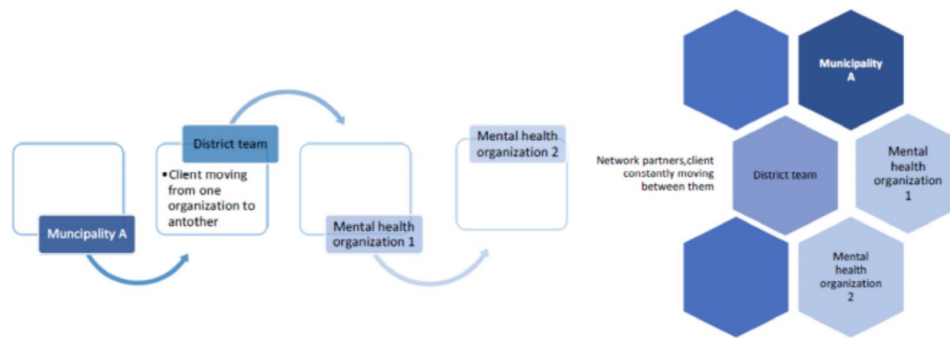 Muncipality A
District team
•Client moving
from one
organization to
antother
Mental health
organization 1
Mental health
organization 2
Network partners,client
constantly moving
between them
Municipality
A
District team
Mental
health
organization
1
Mental
health
organization
2